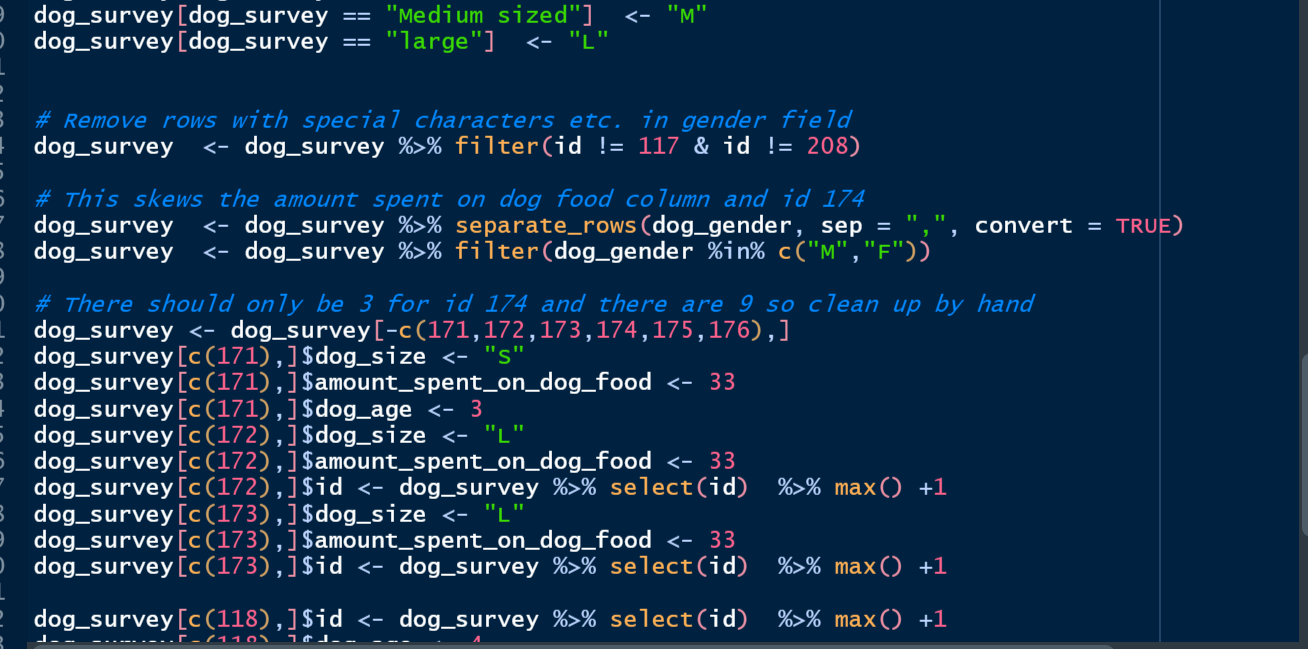 dog_survey[dog_survey == "Medium sized"]  <- "M"
dog_survey[dog_survey == "large"]  <- "L"
# Remove rows with special characters etc. in gender field
dog_survey  <- dog_survey %>% filter(id != 117 & id != 208)
# This skews the amount spent on dog food column and id 174
dog_survey  <- dog_survey %>% separate_rows(dog_gender, sep = ",", convert = TRUE)
dog_survey  <- dog_survey %>% filter(dog_gender %in% c("M","F"))
# There should only be 3 for id 174 and there are 9 so clean up by hand
dog_survey <- dog_survey[-c(171,172,173,174,175,176),]
dog_survey[c(171),]$dog_size <- "S"
dog_survey[c(171),]$amount_spent_on_dog_food <- 33
dog_survey[c(171),]$dog_age <- 3
dog_survey[c(172),]$dog_size <- "L"
dog_survey[c(172),]$amount_spent_on_dog_food <- 33
dog_survey[c(172),]$id <- dog_survey %>% select(id)  %>% max() +1
dog_survey[c(173),]$dog_size <- "L"
dog_survey[c(173),]$amount_spent_on_dog_food <- 33
dog_survey[c(173),]$id <- dog_survey %>% select(id)  %>% max() +1
dog_survey[c(118),]$id <- dog_survey %>% select(id)  %>% max() +1